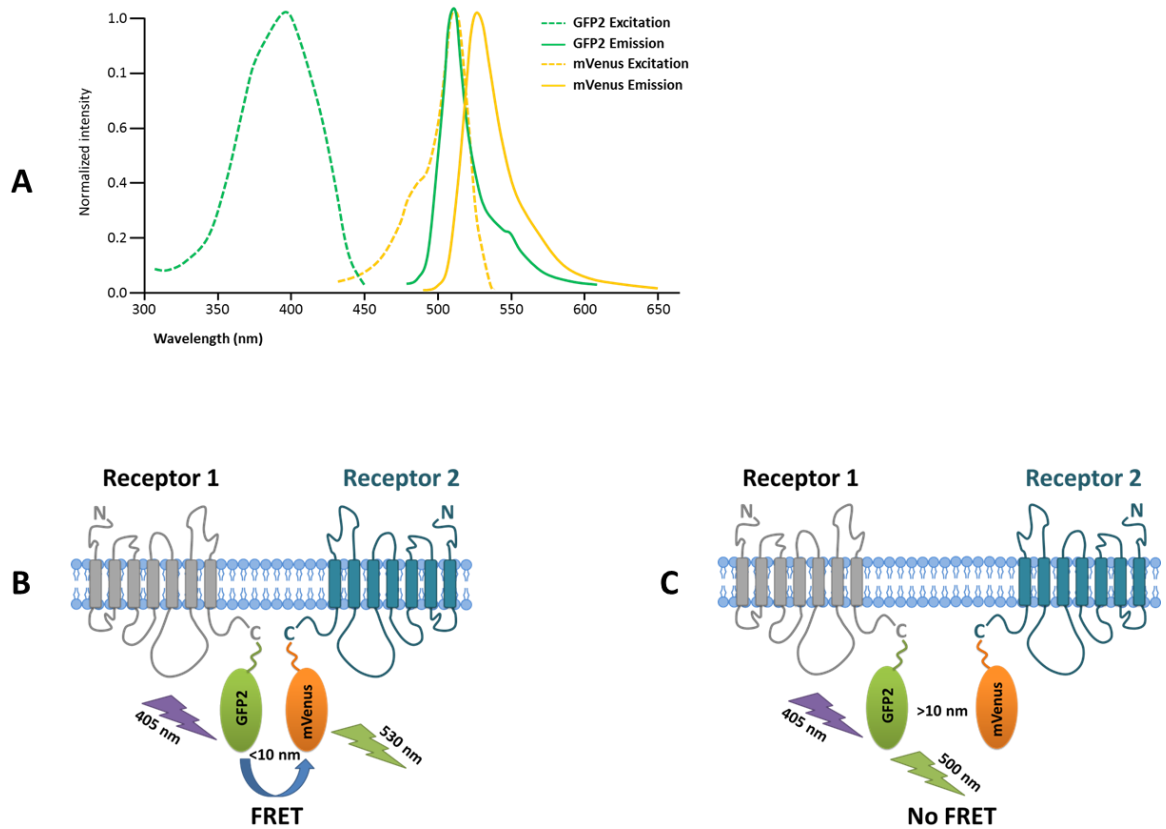 A
Normalized intensity
1.0
0.1
0.6
0.4
0.2
0.0
300 350 400 450 500 550 600 650
Wavelength (nm)
GFP2 Excitation
GFP2 Emission
mVenus Excitation
mVenus Emission
B
Receptor 1
Receptor 2
N
N
C
C
GFP2
mVenus
405 nm
<10 nm
530 nm
FRET
C
Receptor 1
Receptor 2
N
N
C
C
GFP2
mVenus
405 nm
>10 nm
500 nm
No FRET